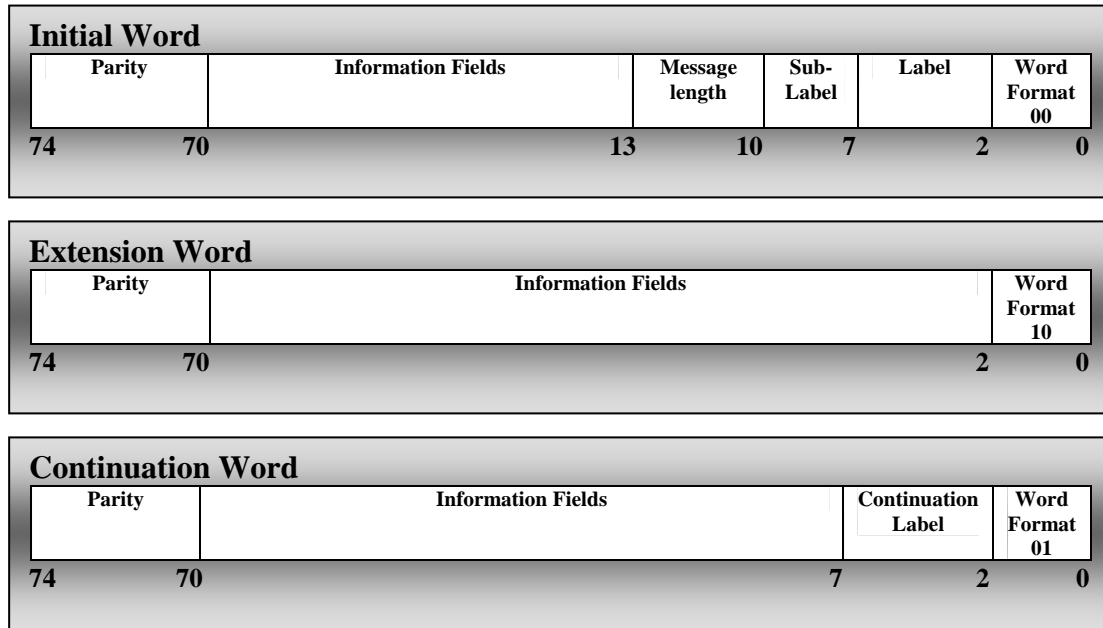 Initial Word
Parity Information Fields Message Sub- Label Word
length Label Format
00
74 70 13 10 7 2 0
Extension Word
Parity Information Fields Word
Format
10
74 70 2 0
Continuation Word
Parity Information Fields Continuation Word
Label Format
01
74 70 7 2 0